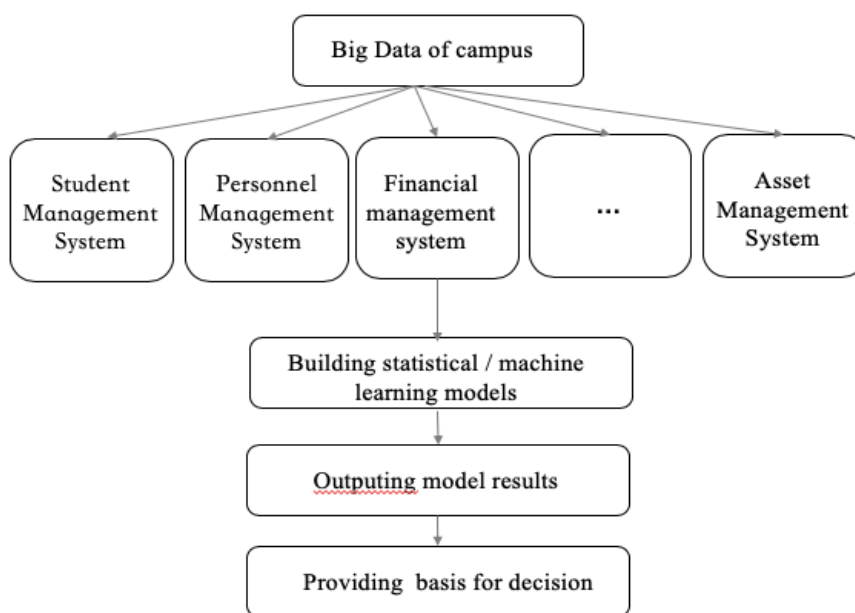 Big Data of campus
Student
Management
System
Personnel
Management
System
Financial
management
system
...
Asset
Management
System
Building statistical / machine
learning models
Outputing model results
Providing basis for decision